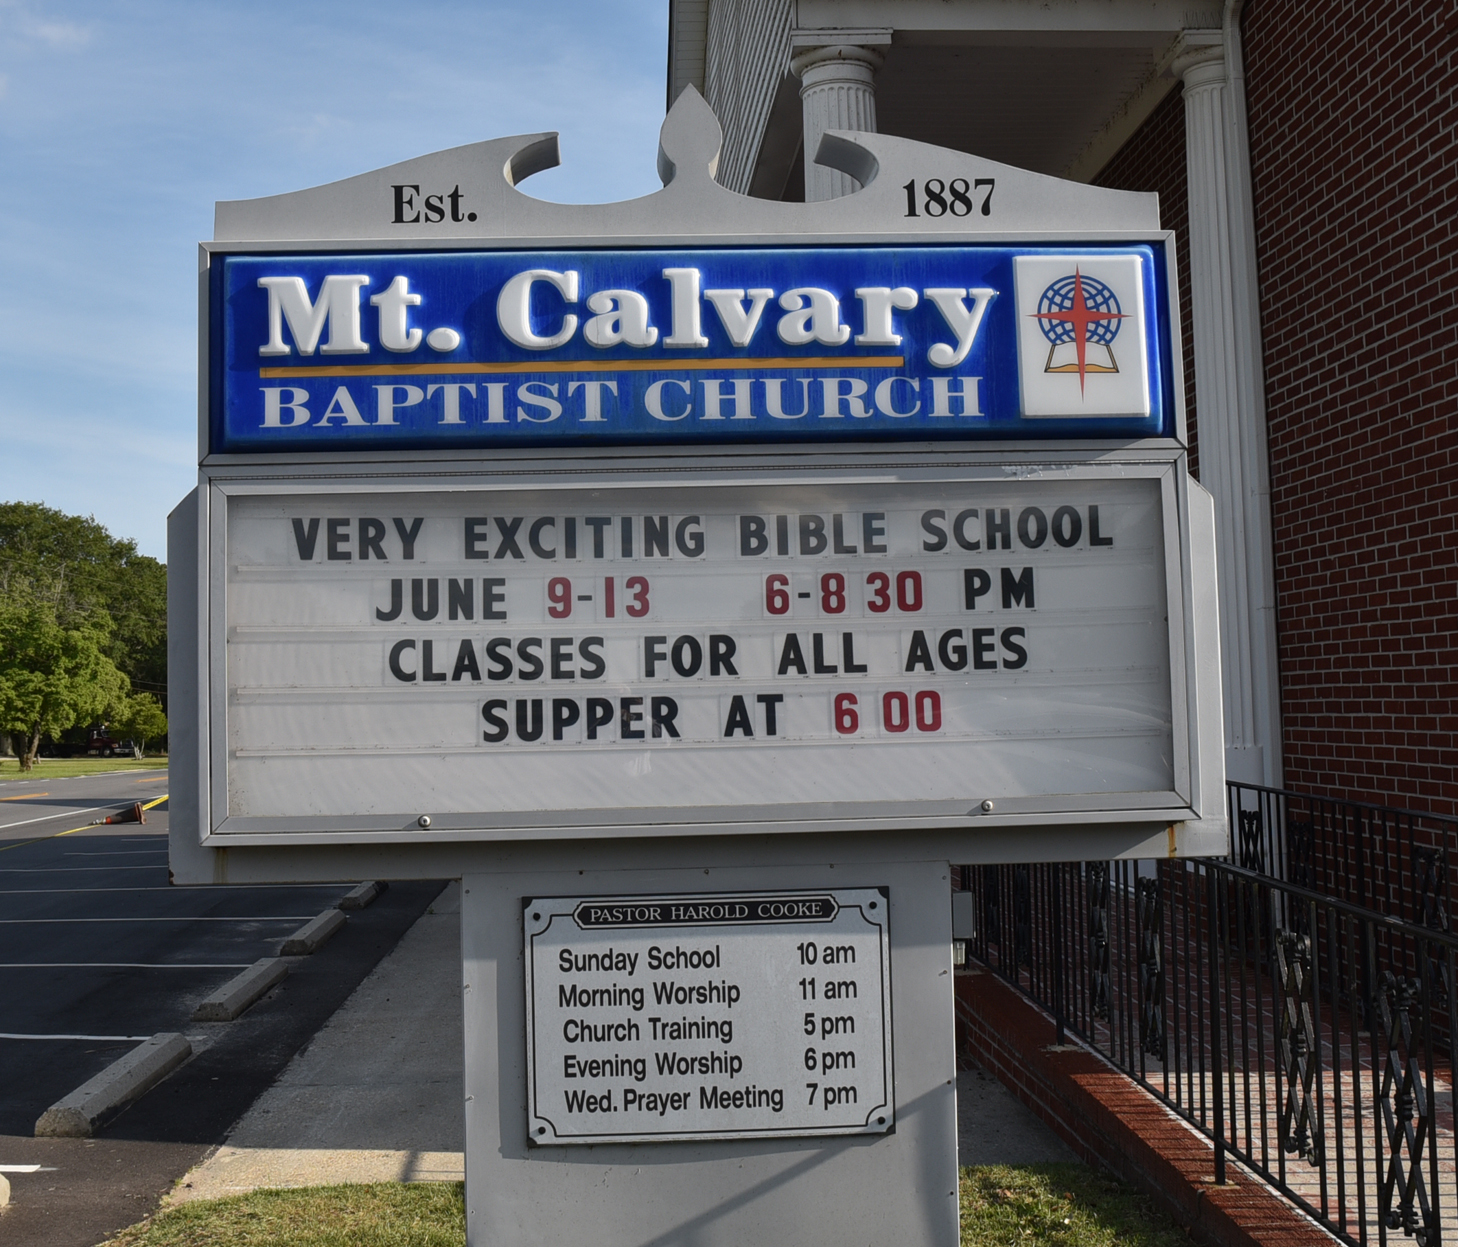 Est. 1887
Mt. Calvary
BAPTIST CHURCH
VERY EXCITING BIBLE SCHOOL
JUNE 9-13 6-8 30 PM
CLASSES FOR ALL AGES
SUPPER AT 6 00
PASTOR HAROLD COOKE
Sunday School 10 am
Morning Worship 11 am
Church Training 5 pm
Evening Worship 6 pm
Wed. Prayer Meeting 7 pm